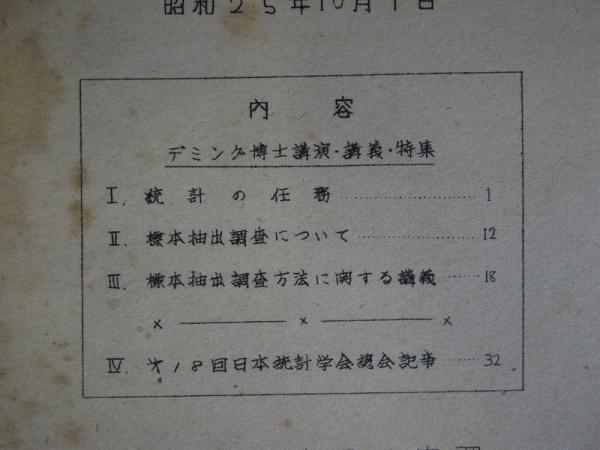 昭和25年10月1日
內 容
デミング博士講演・講義・特集
I. 統計の任務 1
II. 標本抽出調査について 12
III. 標本抽出調査方法に関する講義 18
× ——— × ——— ×
IV. 才18回日本統計学会総会記事 32